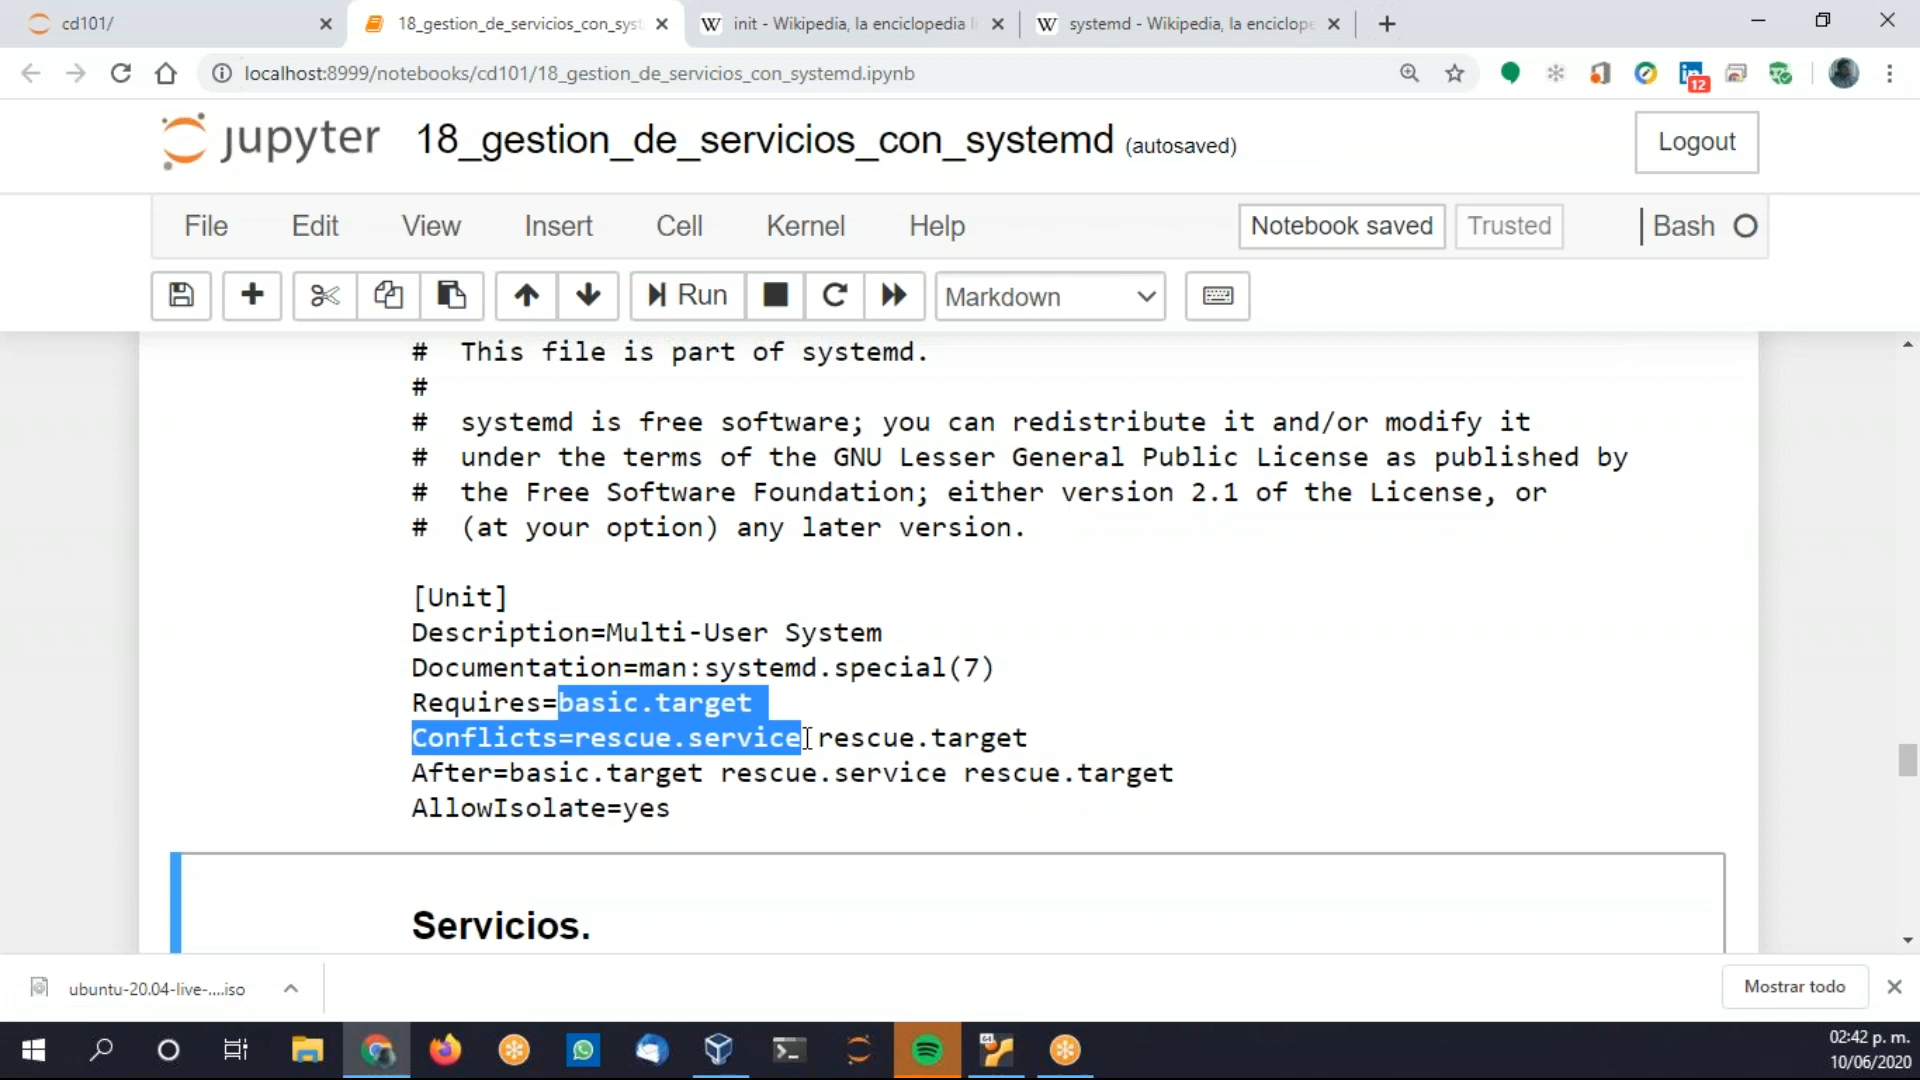 cd101/
18_gestion_de_servicios_con_syst
init - Wikipedia, la enciclopedia l
systemd - Wikipedia, la enciclope
localhost:8999/notebooks/cd101/18_gestion_de_servicios_con_systemd.ipynb
12
jupyter 18_gestion_de_servicios_con_systemd (autosaved)
Logout
File Edit View Insert Cell Kernel Help
Notebook saved Trusted Bash
Run Markdown
# This file is part of systemd.
#
# systemd is free software; you can redistribute it and/or modify it
# under the terms of the GNU Lesser General Public License as published by
# the Free Software Foundation; either version 2.1 of the License, or
# (at your option) any later version.
[Unit]
Description=Multi-User System
Documentation=man:systemd.special(7)
Requires=basic.target
Conflicts=rescue.service rescue.target
After=basic.target rescue.service rescue.target
AllowIsolate=yes
Servicios.
ubuntu-20.04-live-....iso
Mostrar todo
02:42 p. m.
10/06/2020